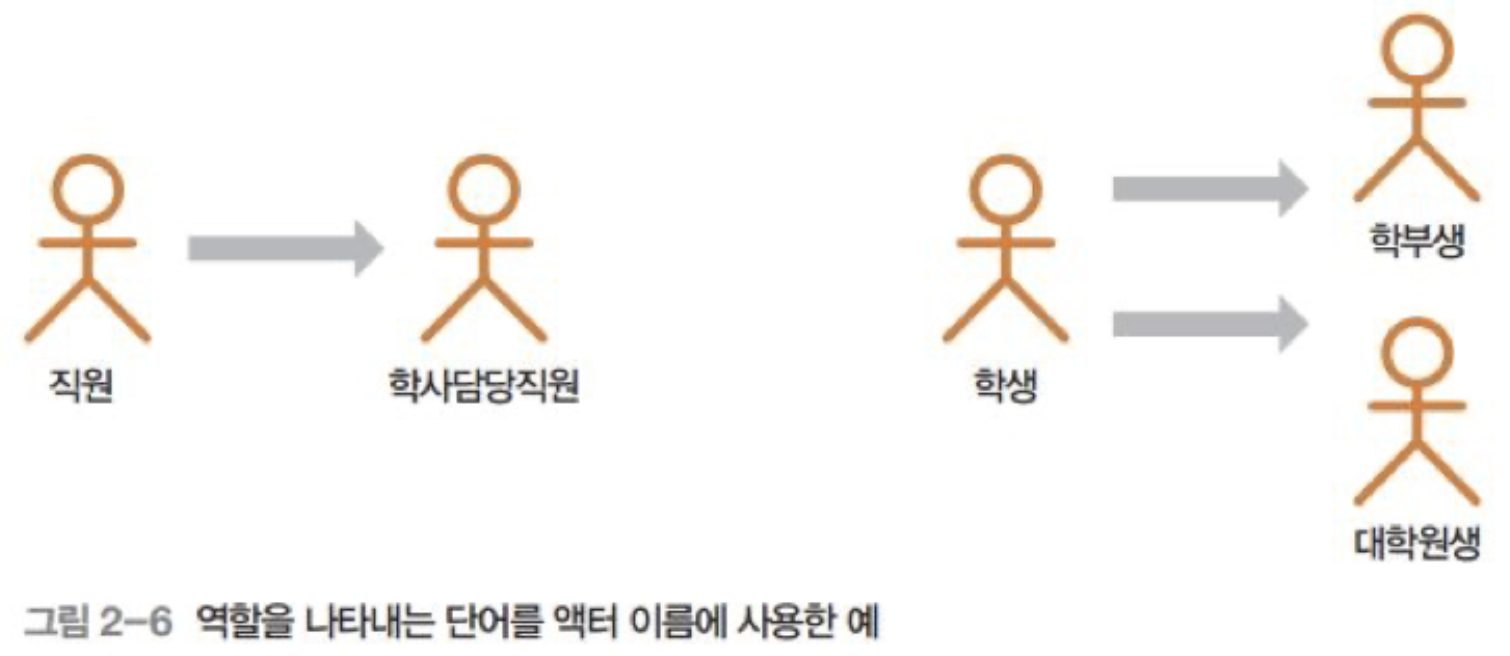 학부생
직원
학사담당직원
학생
대학원생
그림 2-6 역할을 나타내는 단어를 액터 이름에 사용한 예